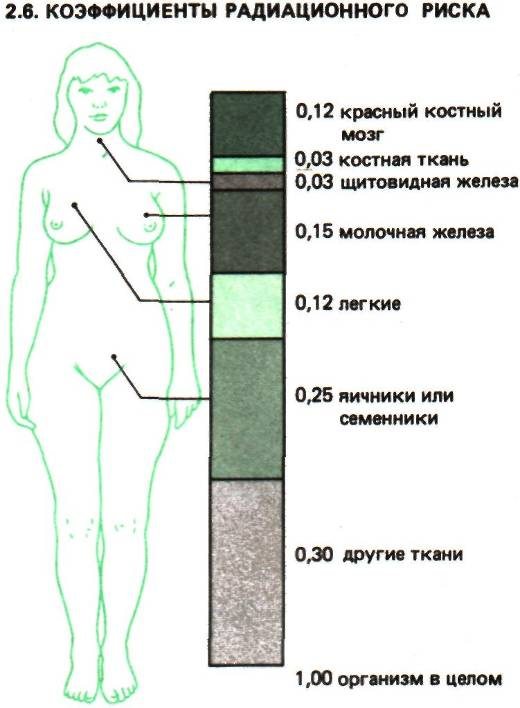 2.6. КОЭФФИЦИЕНТЫ РАДИАЦИОННОГО РИСКА
0,12 красный костный
мозг
0,03 костная ткань
0,03 щитовидная железа
0,15 молочная железа
0,12 легкие
0,25 яичники или
семенники
0,30 другие ткани
1,00 организм в целом